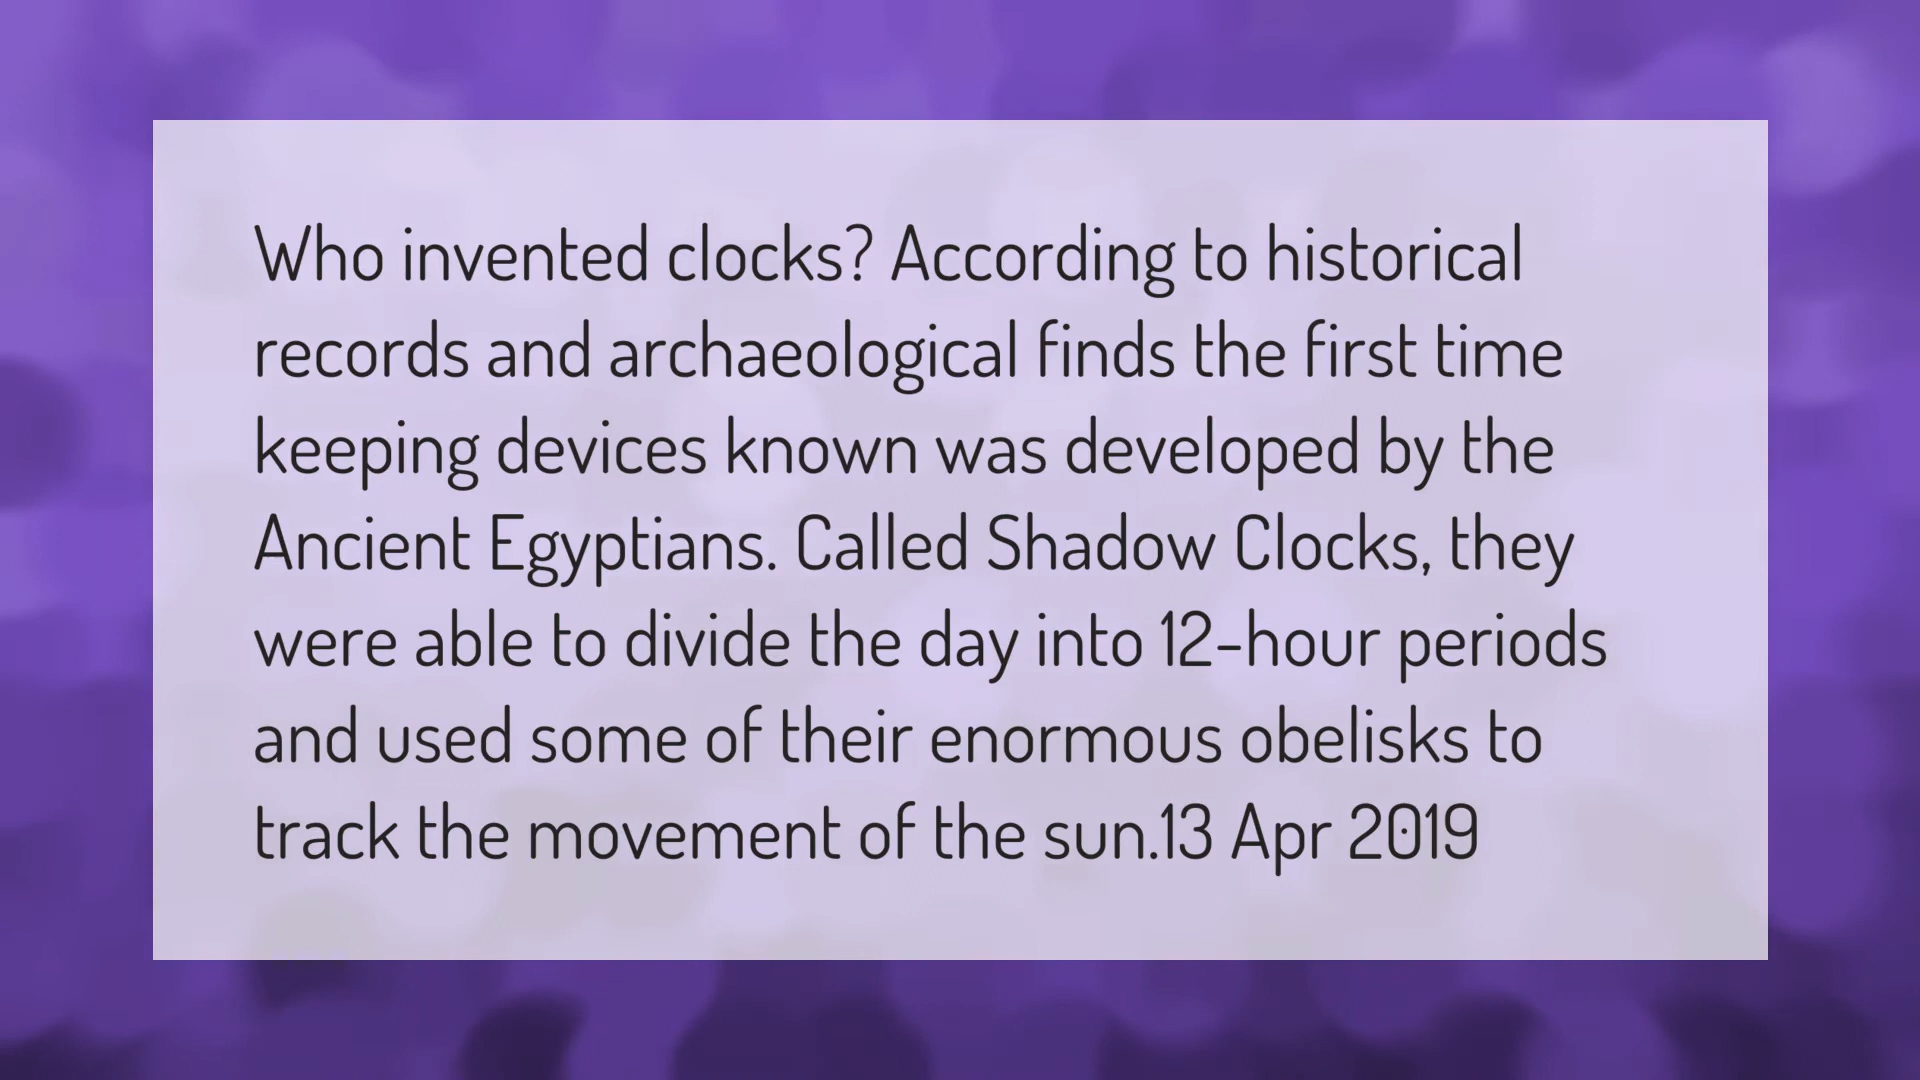 Who invented clocks? According to historical
records and archaeological finds the first time
keeping devices known was developed by the
Ancient Egyptians. Called Shadow Clocks, they
were able to divide the day into 12-hour periods
and used some of their enormous obelisks to
track the movement of the sun.13 Apr 2019